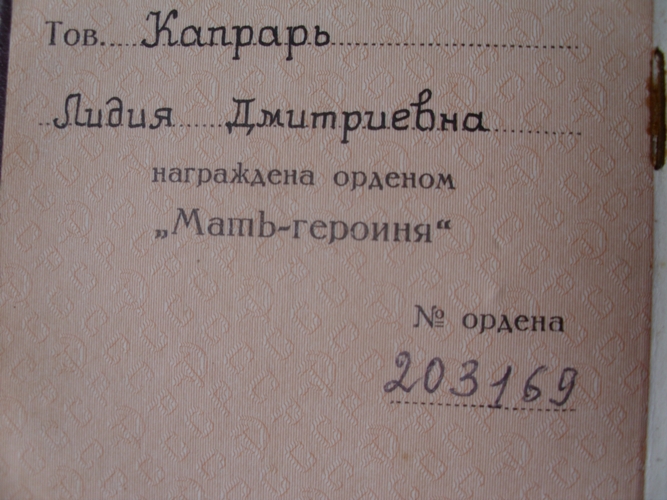 Тов. Капрарь
Лидия Дмитриевна
награждена орденом
„Мать-героиня“
№ ордена
203169